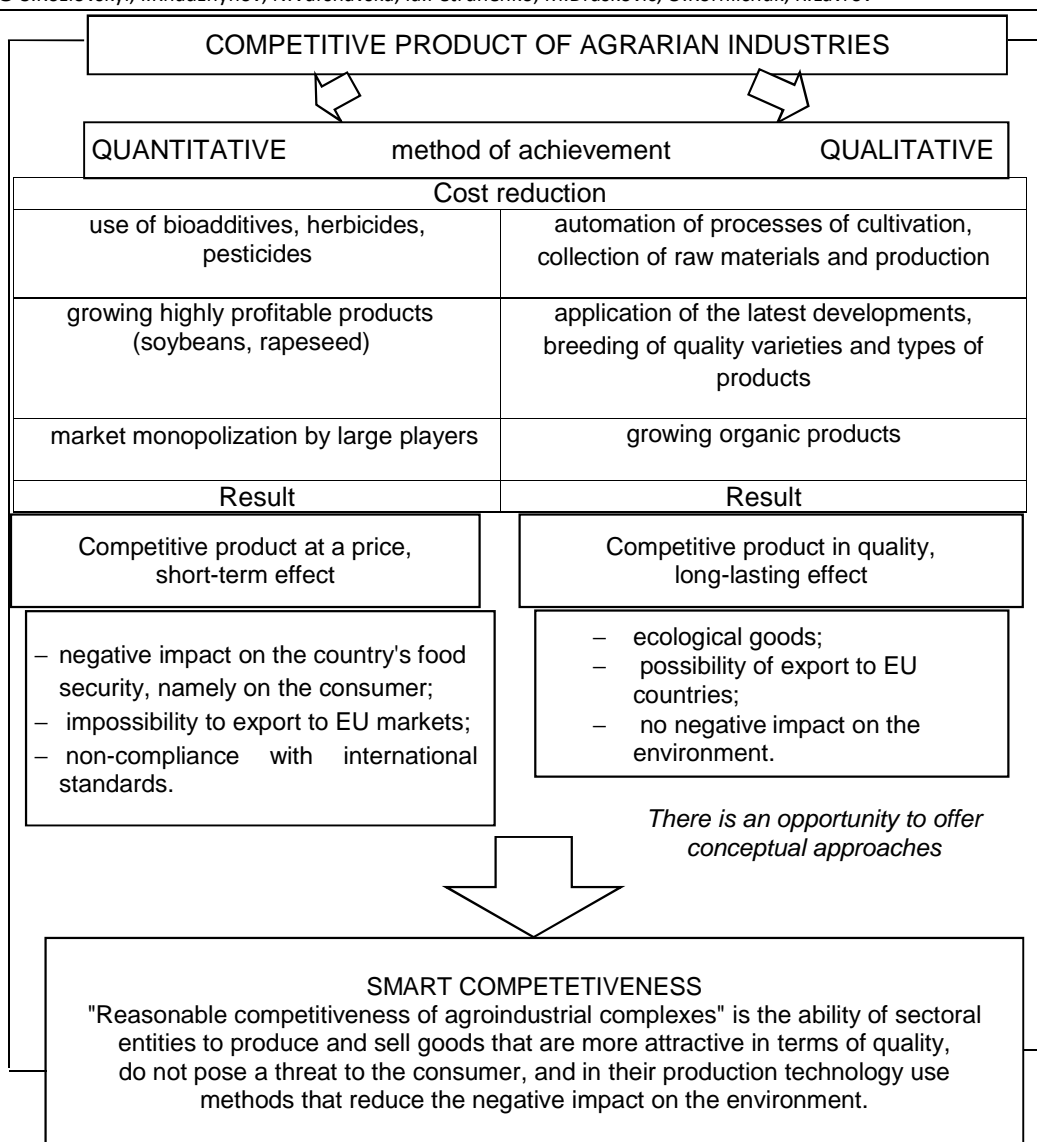 COMPETITIVE PRODUCT OF AGRARIAN INDUSTRIES
QUANTITATIVE method of achievement QUALITATIVE
Cost reduction
use of bioadditives, herbicides,
pesticides
automation of processes of cultivation,
collection of raw materials and production
growing highly profitable products
(soybeans, rapeseed)
application of the latest developments,
breeding of quality varieties and types of
products
market monopolization by large players
growing organic products
Result
Result
Competitive product at a price,
short-term effect
Competitive product in quality,
long-lasting effect
– negative impact on the country's food
security, namely on the consumer;
– impossibility to export to EU markets;
– non-compliance with international
standards.
– ecological goods;
– possibility of export to EU
countries;
– no negative impact on the
environment.
There is an opportunity to offer
conceptual approaches
SMART COMPETETIVENESS
"Reasonable competitiveness of agroindustrial complexes" is the ability of sectoral
entities to produce and sell goods that are more attractive in terms of quality,
do not pose a threat to the consumer, and in their production technology use
methods that reduce the negative impact on the environment.